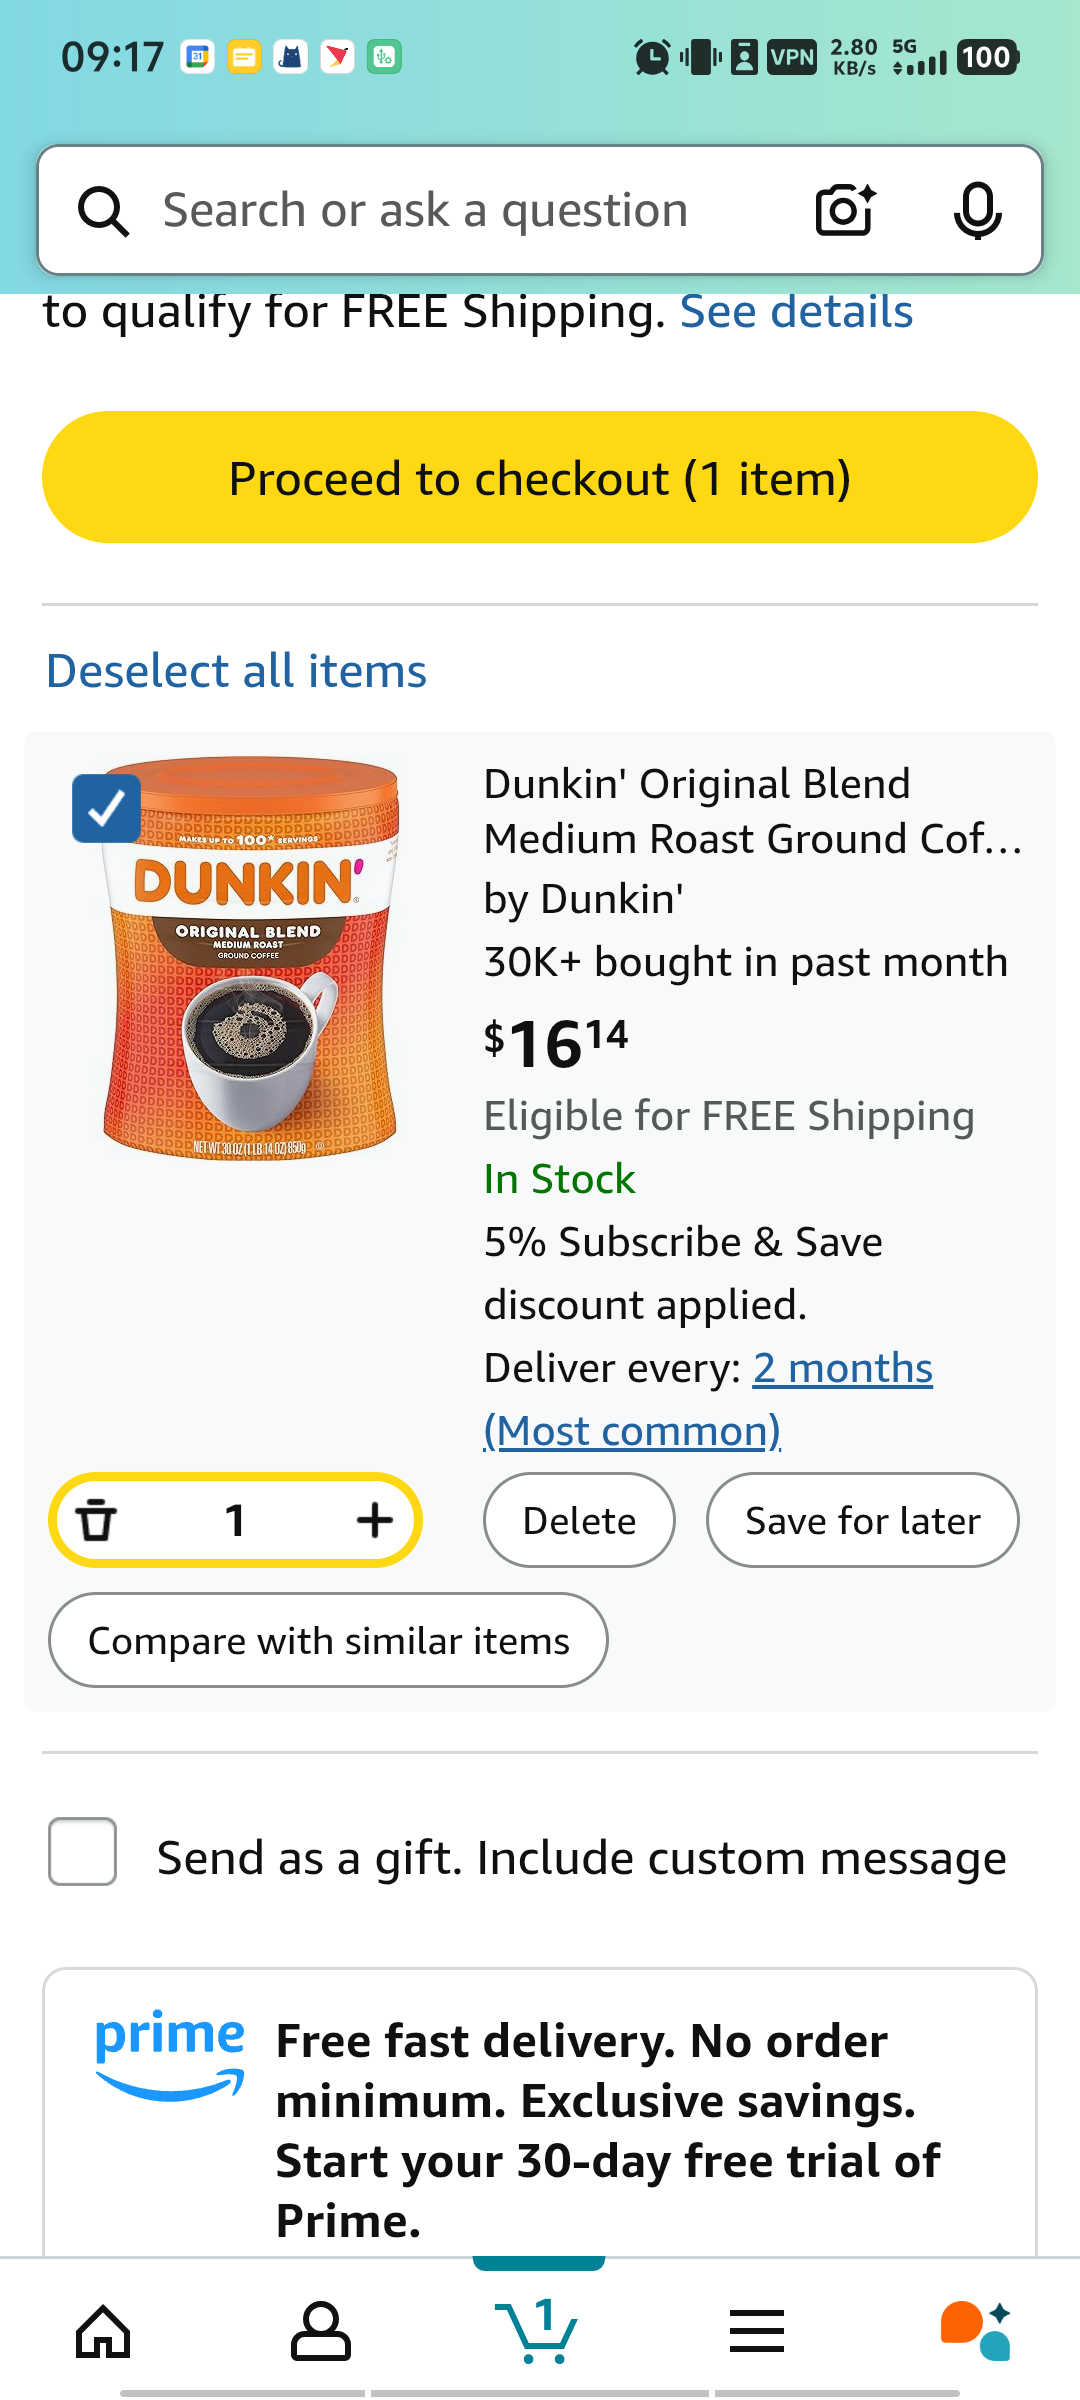 09:17
31
VPN
2.80 KB/s
5G
100
Search or ask a question
to qualify for FREE Shipping. See details
Proceed to checkout (1 item)
Deselect all items
MAKES UP TO 100* SERVINGS
DUNKIN'
ORIGINAL BLEND
MEDIUM ROAST
GROUND COFFEE
NET WT 30 OZ (1 LB 14 OZ) 850g
Dunkin' Original Blend
Medium Roast Ground Cof...
by Dunkin'
30K+ bought in past month
$16 14
Eligible for FREE Shipping
In Stock
5% Subscribe & Save
discount applied.
Deliver every: 2 months
(Most common)
1
Delete
Save for later
Compare with similar items
Send as a gift. Include custom message
prime
Free fast delivery. No order
minimum. Exclusive savings.
Start your 30-day free trial of
Prime.
1